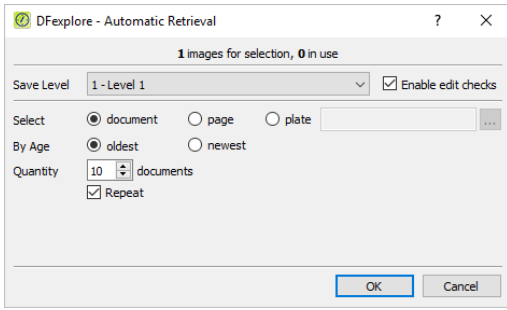 DFexplore - Automatic Retrieval ?
1 images for selection, 0 in use
Save Level 1 - Level 1 Enable edit checks
Select document page plate ...
By Age oldest newest
Quantity 10 documents
Repeat
OK Cancel